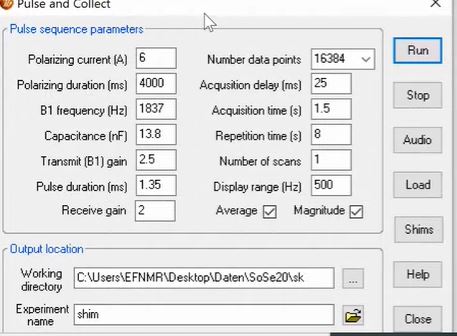 Pulse and Collect
Pulse sequence parameters
Polarizing current (A) 6 Number data points 16384
Polarizing duration (ms) 4000 Acqusition delay (ms) 25
B1 frequency (Hz) 1837 Acquisition time (s) 1.5
Capacitance (nF) 13.8 Repetition time (s) 8
Transmit (B1) gain 2.5 Number of scans 1
Pulse duration (ms) 1.35 Display range (Hz) 500
Receive gain 2 Average Magnitude
Run
Stop
Audio
Load
Shims
Help
Close
Output location
Working directory C:\Users\EFNMR\Desktop\Daten\SoSe20\sk ...
Experiment name shim